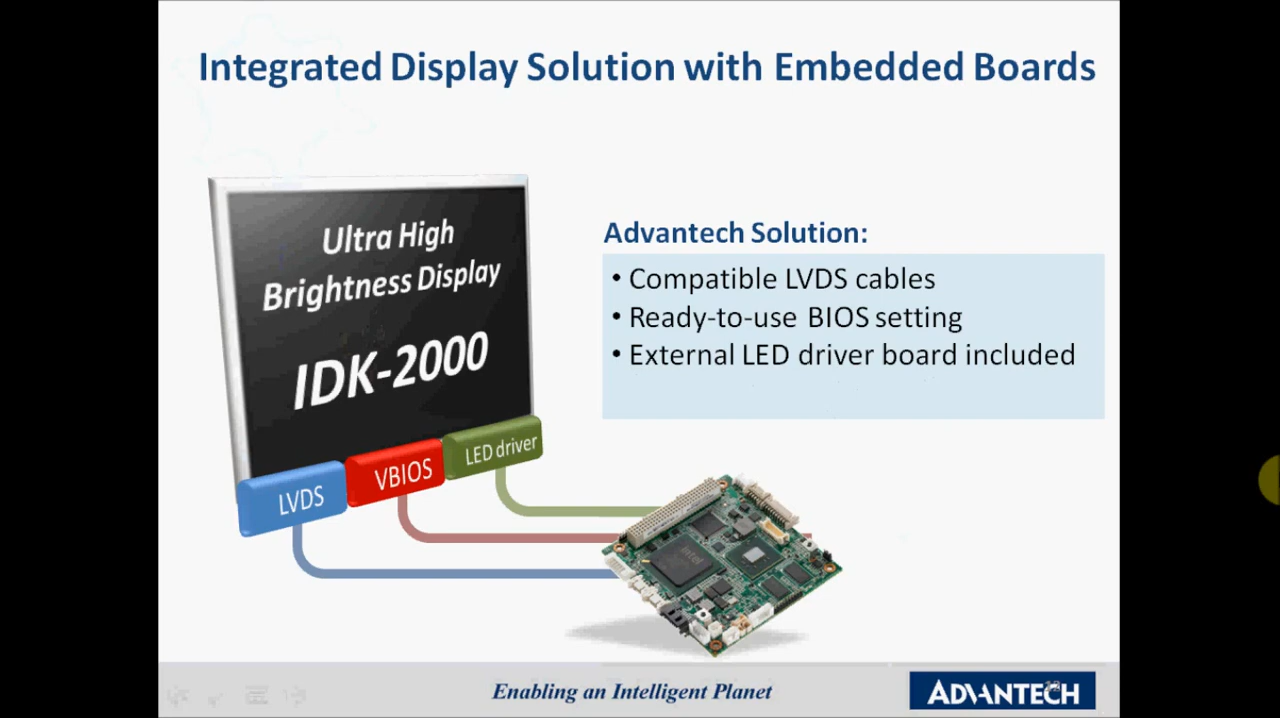 Integrated Display Solution with Embedded Boards
Ultra High
Brightness Display
IDK-2000
Advantech Solution:
• Compatible LVDS cables
• Ready-to-use BIOS setting
• External LED driver board included
LED driver
VBIOS
LVDS
intel
Enabling an Intelligent Planet
ADVANTECH